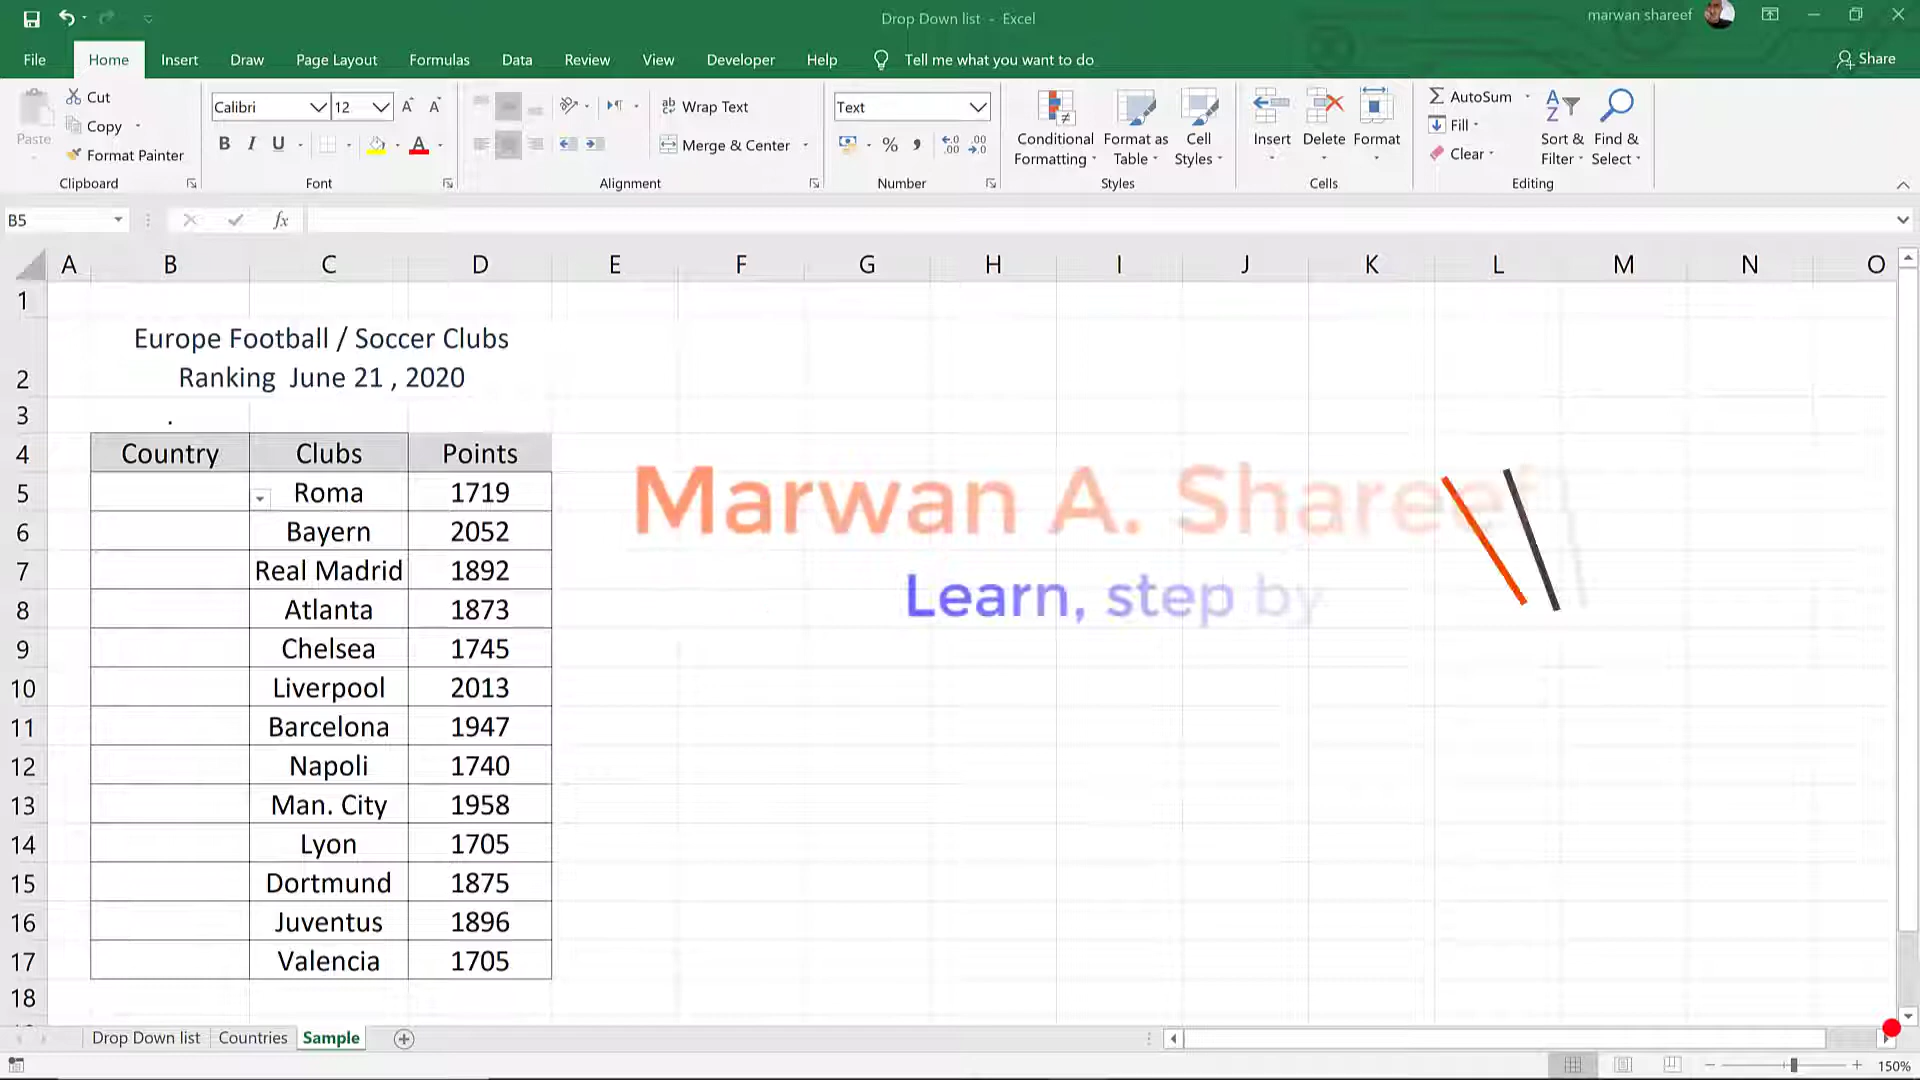 Drop Down list - Excel
marwan shareef
File Home Insert Draw Page Layout Formulas Data Review View Developer Help Tell me what you want to do Share
Paste
Cut
Copy
Format Painter
Clipboard
Calibri 12
B I U
Font
Wrap Text
Merge & Center
Alignment
Text
Number
Conditional Formatting
Format as Table
Cell Styles
Styles
Insert Delete Format
Cells
AutoSum
Fill
Clear
Sort & Filter
Find & Select
Editing
B5 fx
A B C D E F G H I J K L M N O
1
Europe Football / Soccer Clubs
2 Ranking June 21 , 2020
3 .
4 Country Clubs Points
5 Roma 1719
6 Bayern 2052
7 Real Madrid 1892
8 Atlanta 1873
9 Chelsea 1745
10 Liverpool 2013
11 Barcelona 1947
12 Napoli 1740
13 Man. City 1958
14 Lyon 1705
15 Dortmund 1875
16 Juventus 1896
17 Valencia 1705
18
Marwan A. Shareef
Learn, step by
Drop Down list Countries Sample
150%